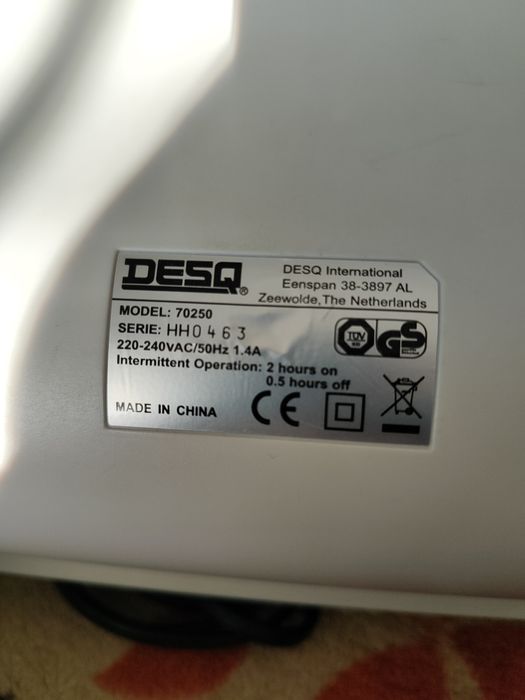 DESQ®
DESQ International
Eenspan 38-3897 AL
Zeewolde, The Netherlands
MODEL: 70250
SERIE: HH0463
220-240VAC/50Hz 1.4A
Intermittent Operation: 2 hours on
0.5 hours off
TÜV
GS
MADE IN CHINA
CE